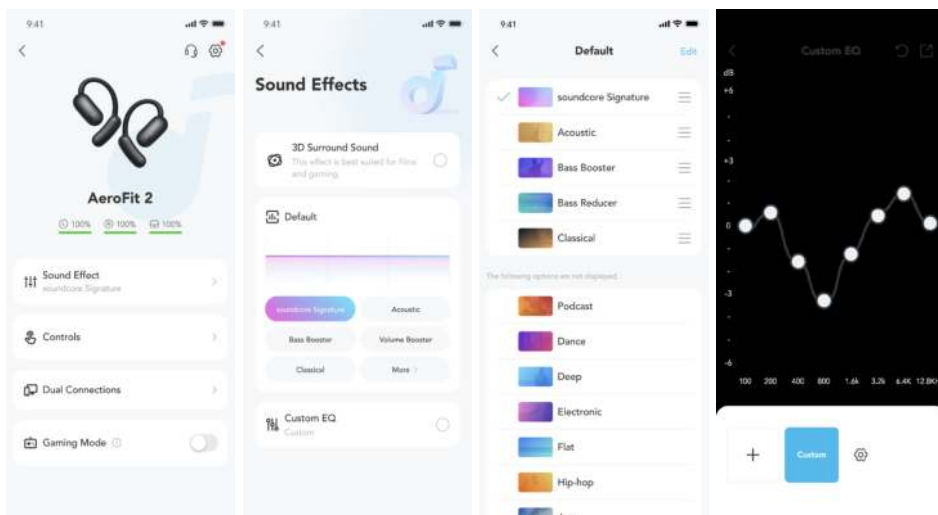 9:41
AeroFit 2
100% 100% 100%
Sound Effect
soundcore Signature
Controls
Dual Connections
Gaming Mode
9:41
Sound Effects
3D Surround Sound
This effect is best suited for films
and gaming.
Default
soundcore Signature Acoustic
Bass Booster Volume Booster
Classical More
Custom EQ
Custom
9:41
Default Edit
soundcore Signature
Acoustic
Bass Booster
Bass Reducer
Classical
The following options are not displayed.
Podcast
Dance
Deep
Electronic
Flat
Hip-hop
Custom EQ
dB
+6
+3
0
-3
-6
100 200 400 800 1.6k 3.2k 6.4K 12.8K
Custom